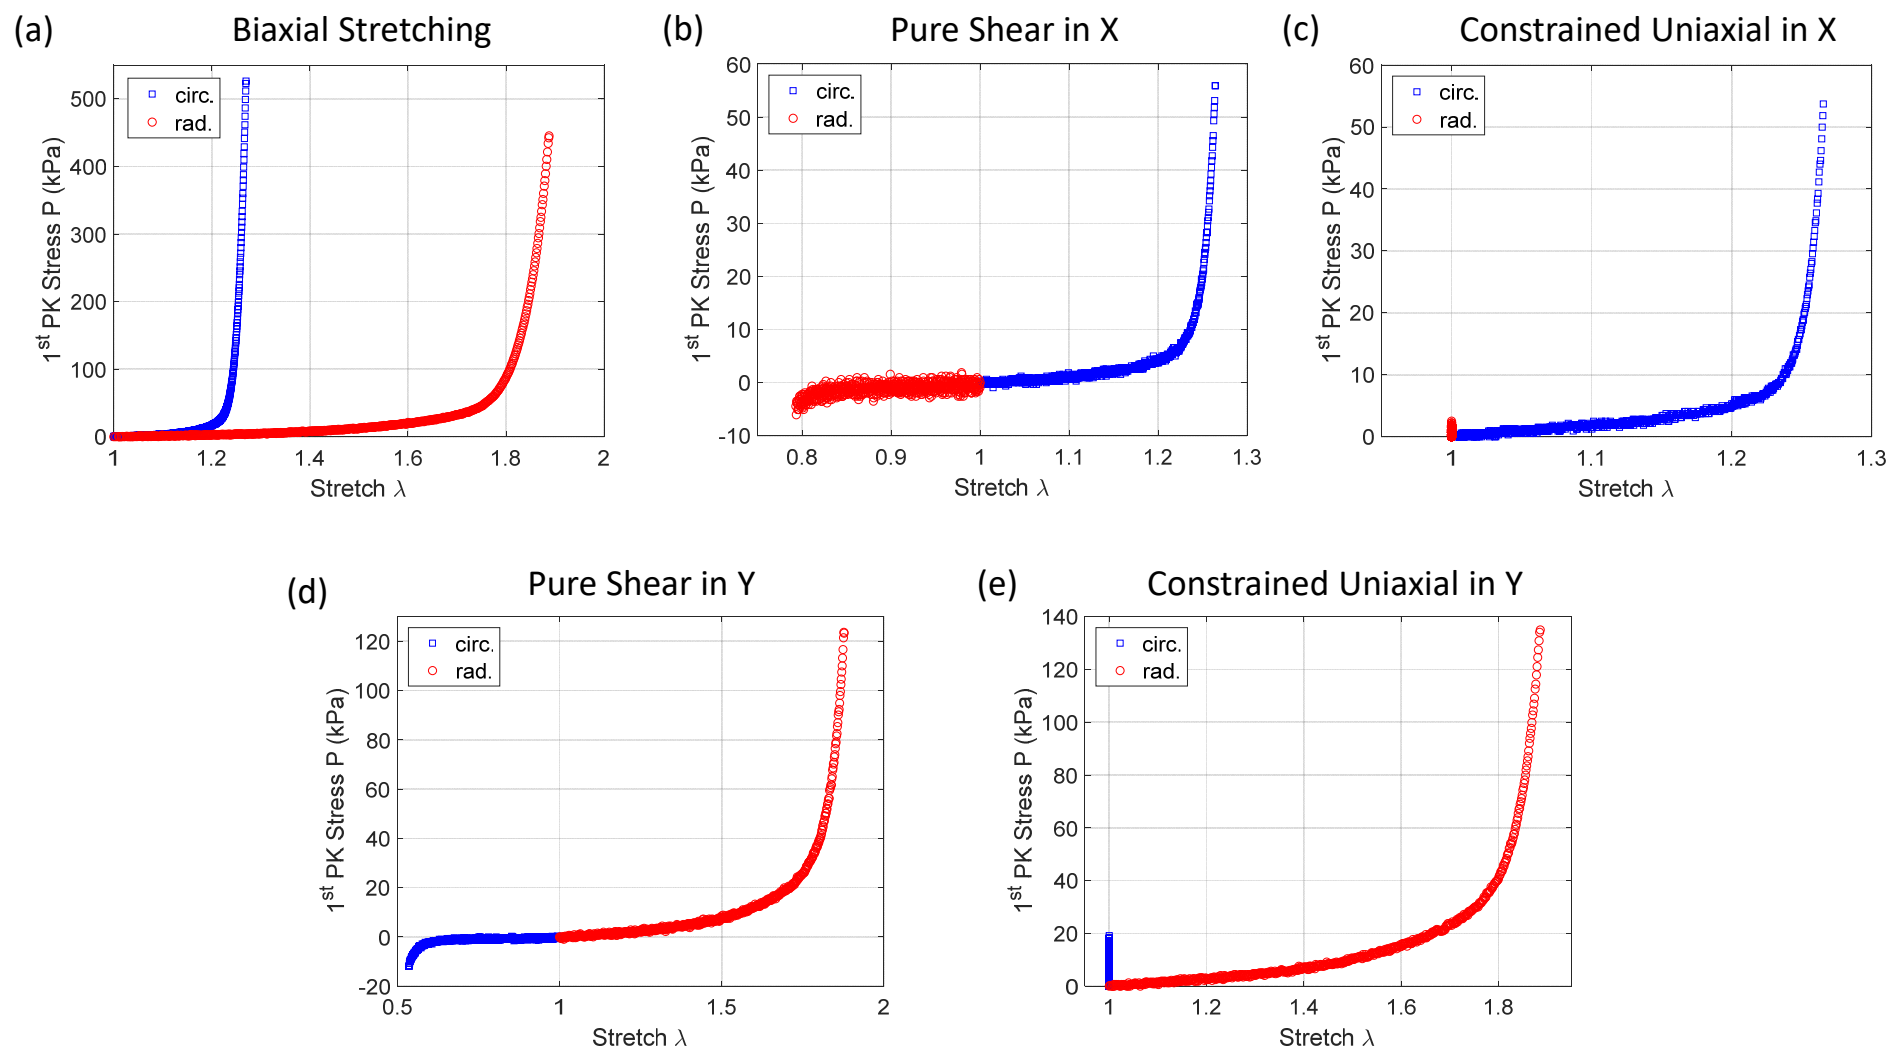 (a) Biaxial Stretching
1st PK Stress P (kPa)
500
400
300
200
100
0
circ.
rad.
1 1.2 1.4 1.6 1.8 2
Stretch λ
(b) Pure Shear in X
1st PK Stress P (kPa)
60
50
40
30
20
10
0
-10
circ.
rad.
0.8 0.9 1 1.1 1.2 1.3
Stretch λ
(c) Constrained Uniaxial in X
1st PK Stress P (kPa)
60
50
40
30
20
10
0
circ.
rad.
1 1.1 1.2 1.3
Stretch λ
(d) Pure Shear in Y
1st PK Stress P (kPa)
120
100
80
60
40
20
0
-20
circ.
rad.
0.5 1 1.5 2
Stretch λ
(e) Constrained Uniaxial in Y
1st PK Stress P (kPa)
140
120
100
80
60
40
20
0
circ.
rad.
1 1.2 1.4 1.6 1.8
Stretch λ